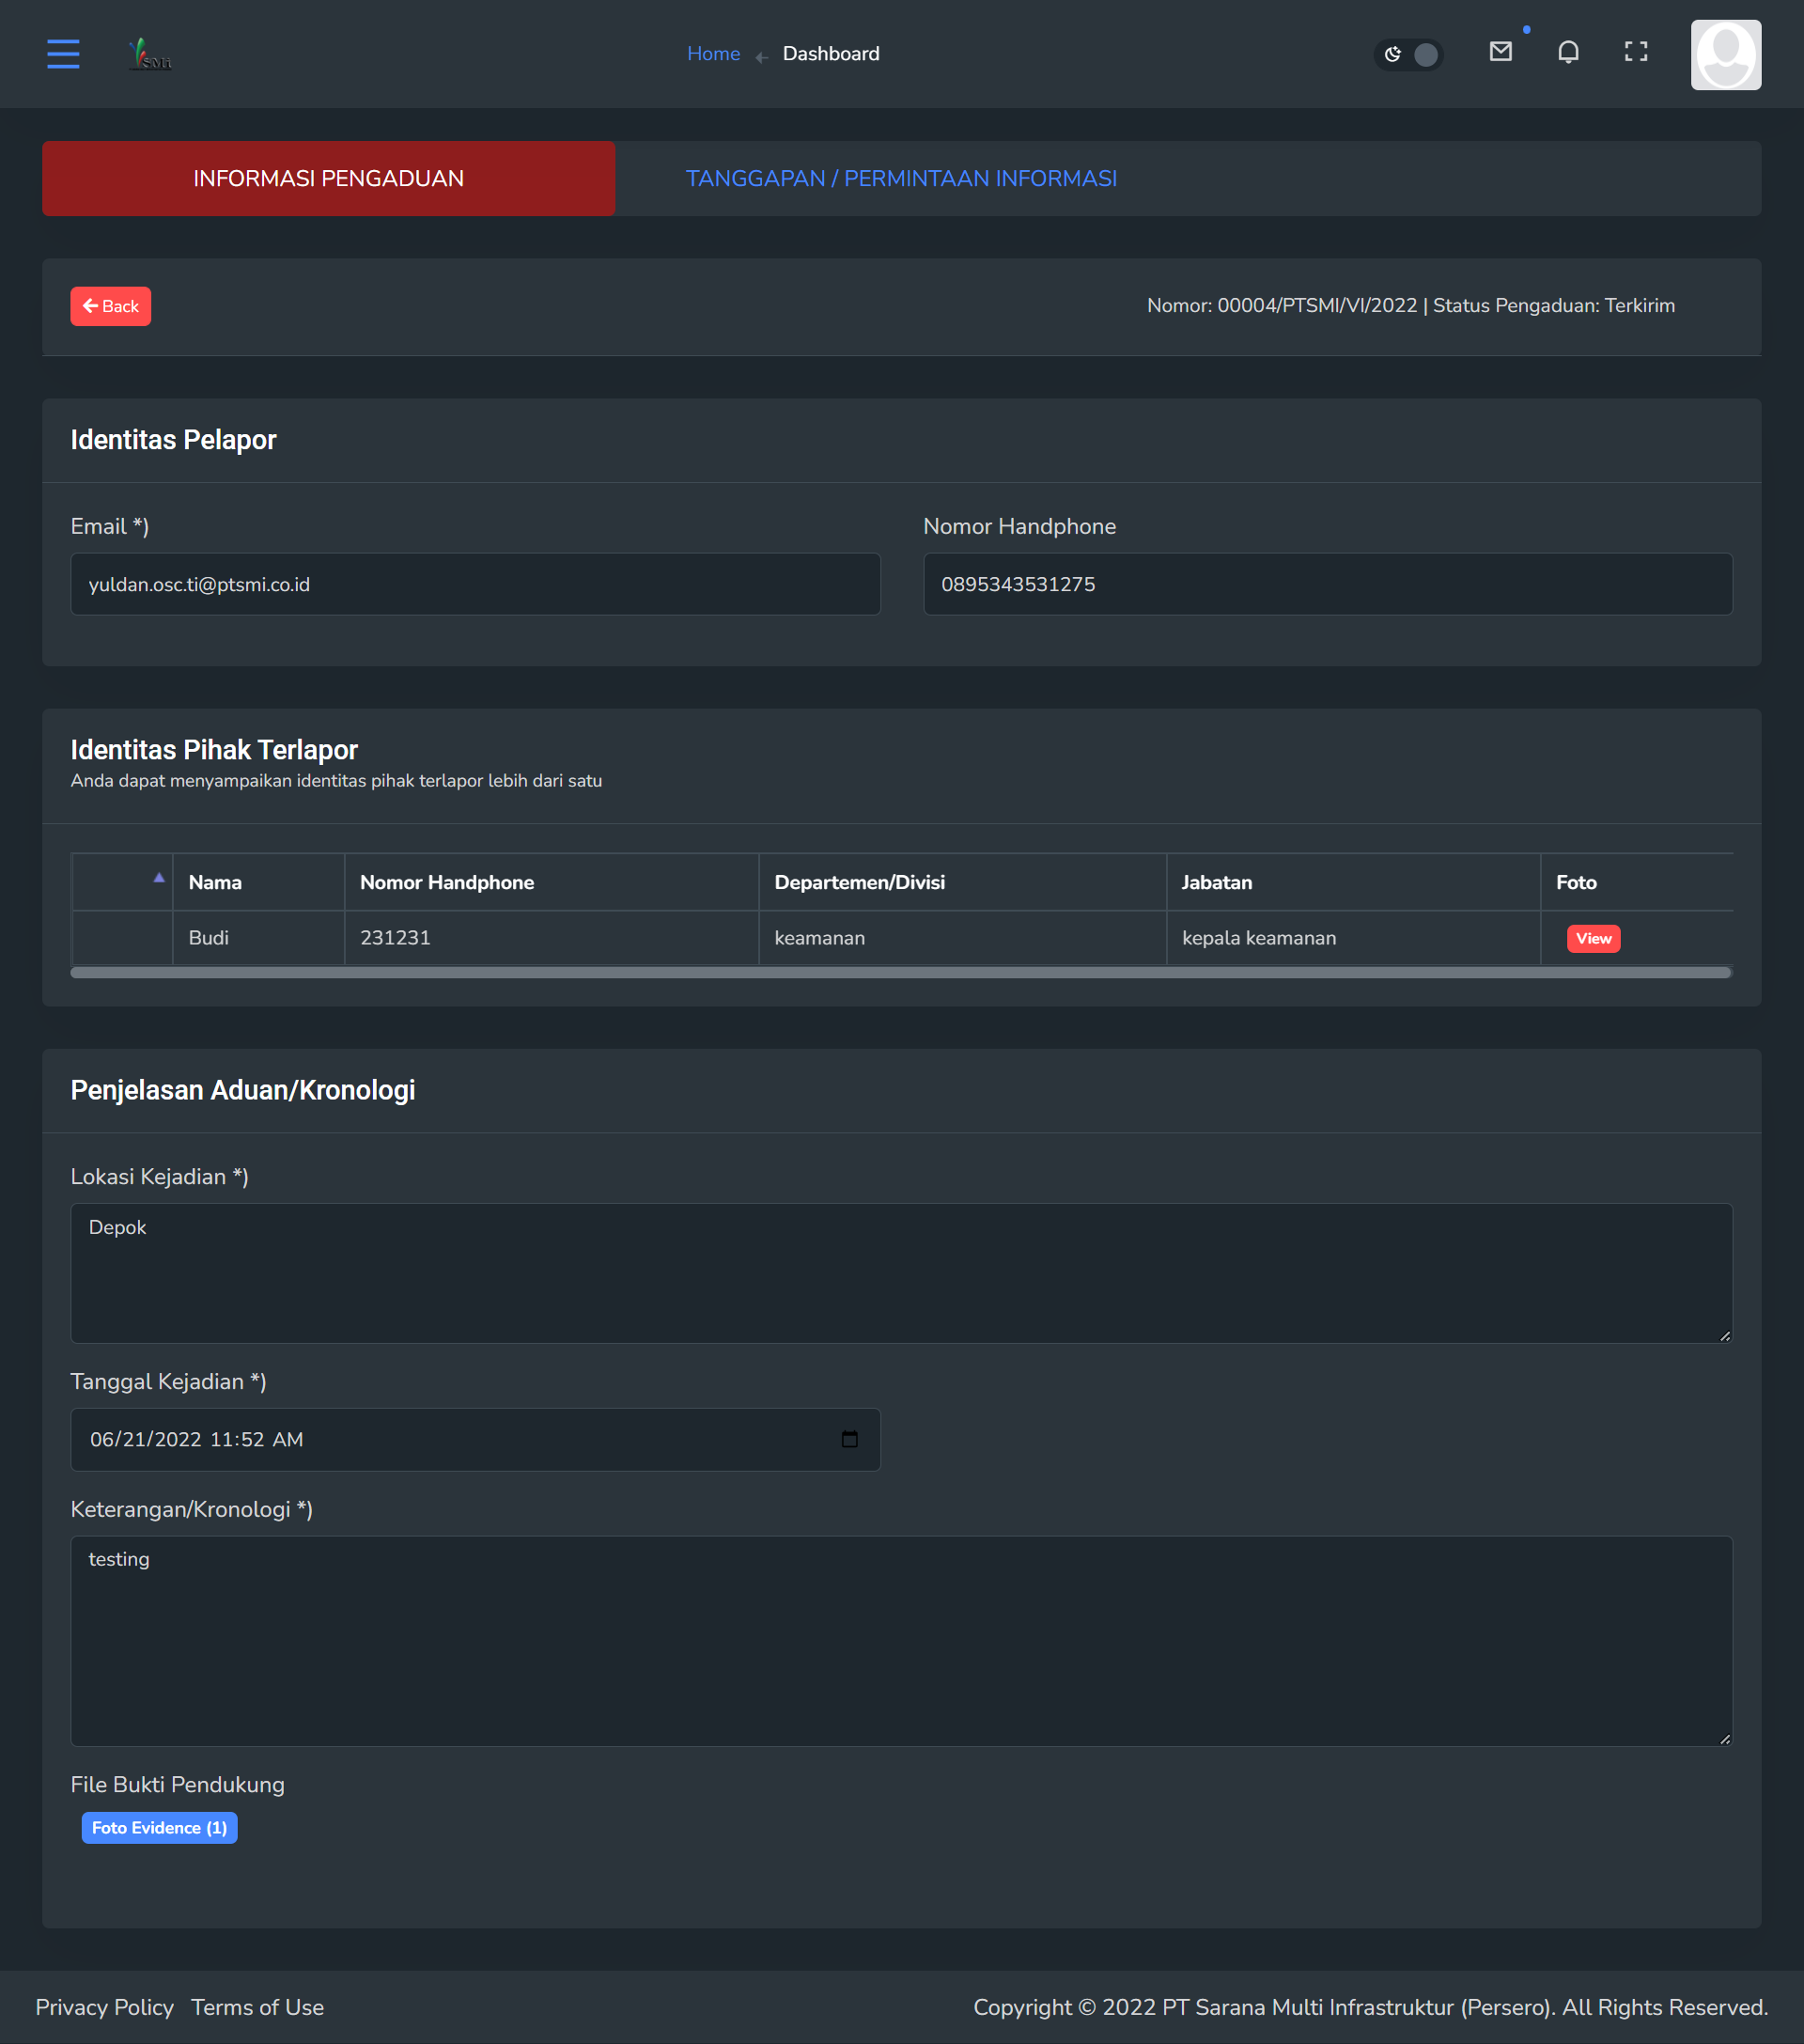 SMi
Home Dashboard
INFORMASI PENGADUAN
TANGGAPAN / PERMINTAAN INFORMASI
Back
Nomor: 00004/PTSMI/VI/2022 | Status Pengaduan: Terkirim
Identitas Pelapor
Email *)
Nomor Handphone
yuldan.osc.ti@ptsmi.co.id
0895343531275
Identitas Pihak Terlapor
Anda dapat menyampaikan identitas pihak terlapor lebih dari satu
Nama Nomor Handphone Departemen/Divisi Jabatan Foto
Budi 231231 keamanan kepala keamanan View
Penjelasan Aduan/Kronologi
Lokasi Kejadian *)
Depok
Tanggal Kejadian *)
06/21/2022 11:52 AM
Keterangan/Kronologi *)
testing
File Bukti Pendukung
Foto Evidence (1)
Privacy Policy Terms of Use
Copyright © 2022 PT Sarana Multi Infrastruktur (Persero). All Rights Reserved.